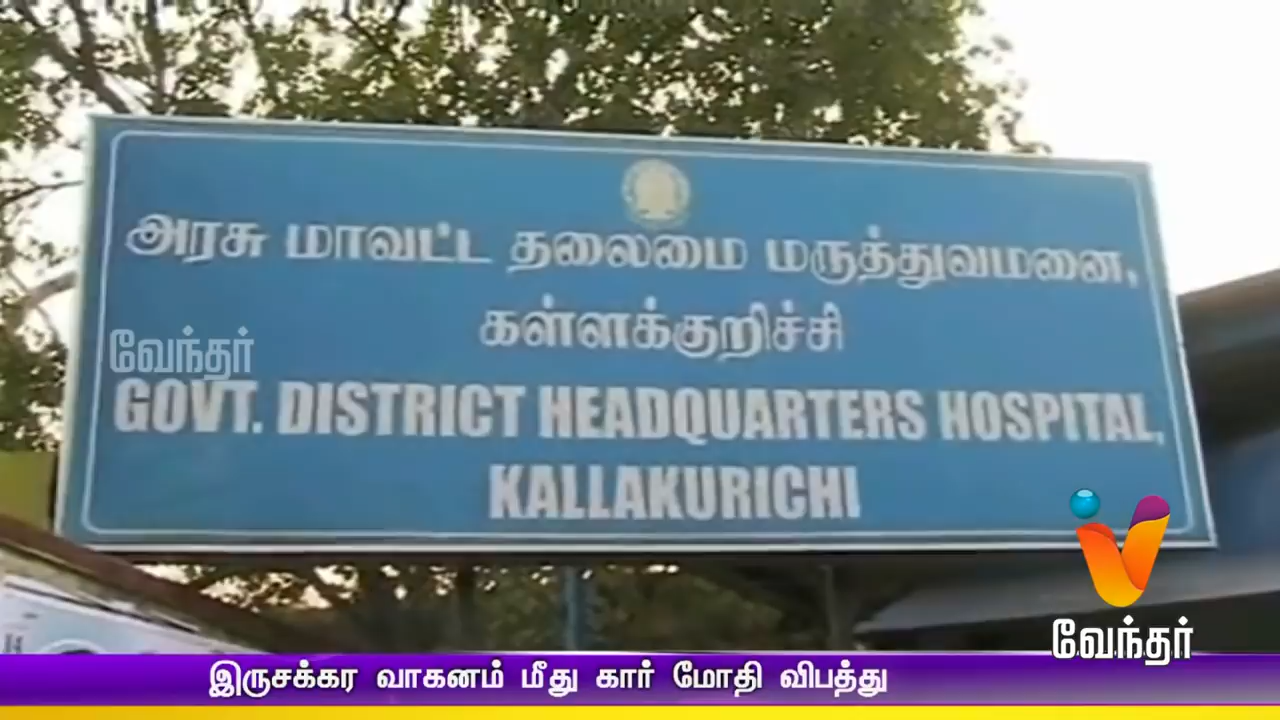 அரசு மாவட்ட தலைமை மருத்துவமனை,
கள்ளக்குறிச்சி
வேந்தர்
GOVT. DISTRICT HEADQUARTERS HOSPITAL,
KALLAKURICHI
வேந்தர்
இருசக்கர வாகனம் மீது கார் மோதி விபத்து